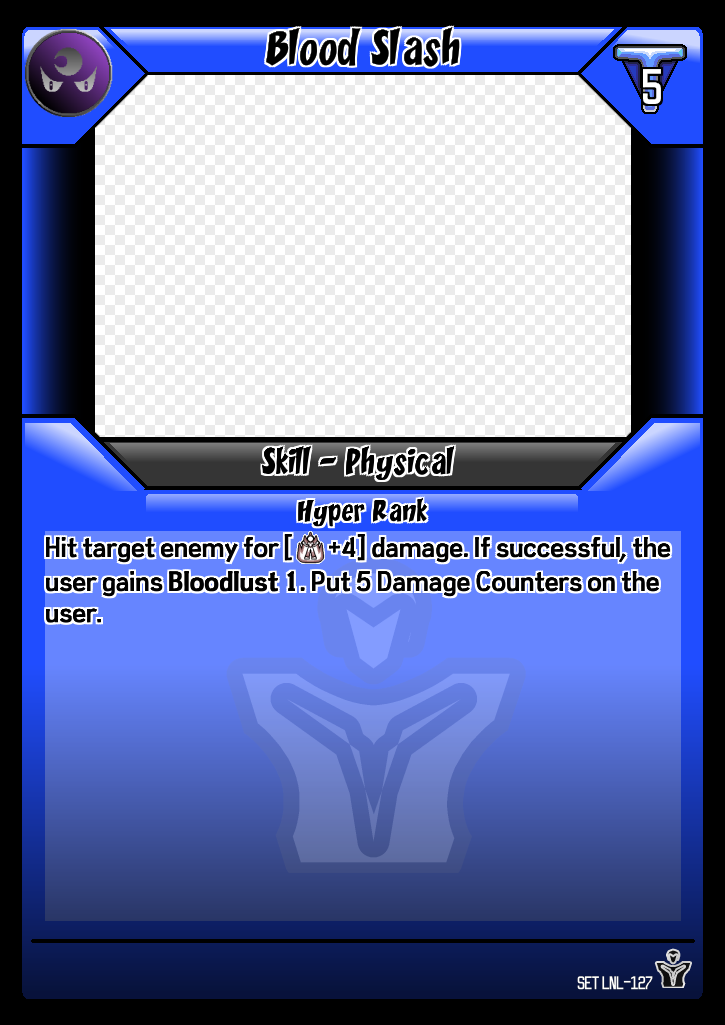 Blood Slash
5
Skill - Physical
Hyper Rank
Hit target enemy for [ +4] damage. If successful, the
user gains Bloodlust 1. Put 5 Damage Counters on the
user.
SET LNL-127